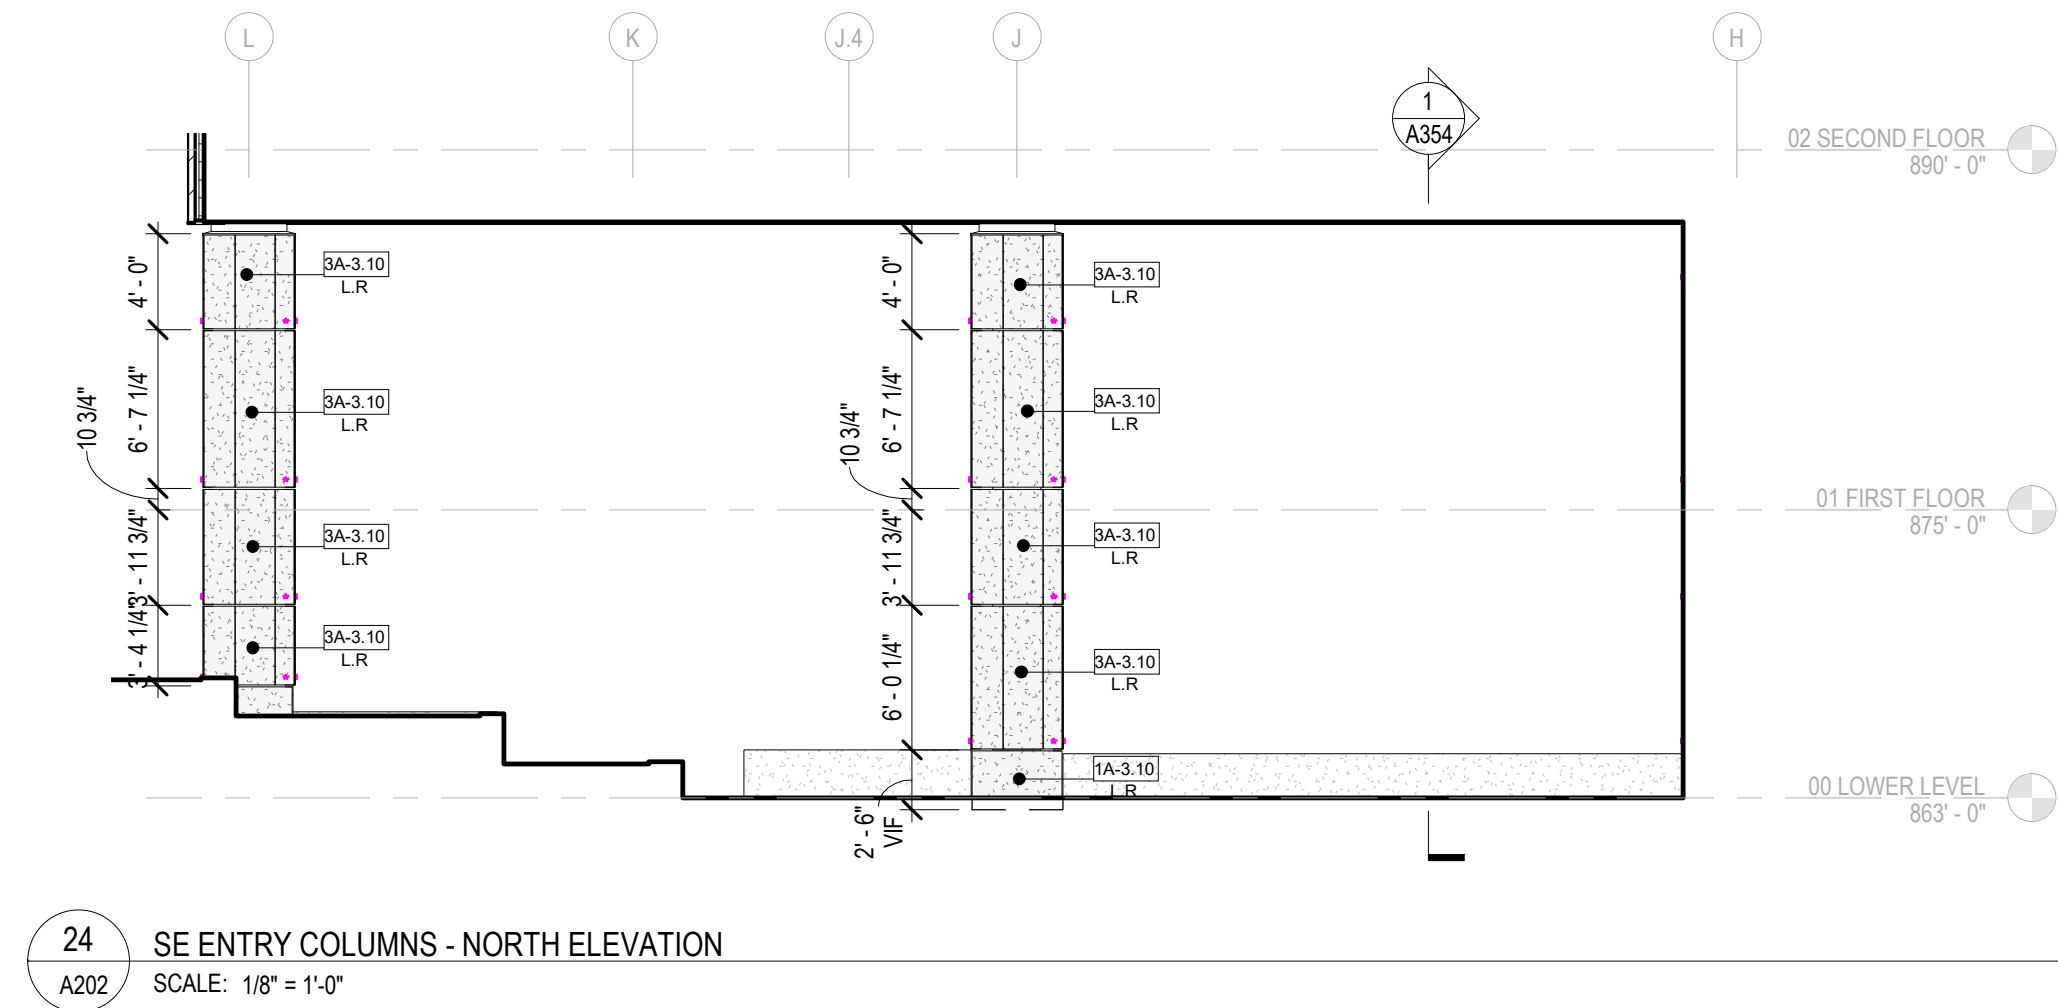 L
K
J.4
J
H
1
A354
02 SECOND FLOOR
890' - 0"
4' - 0"
3A-3.10
L.R
4' - 0"
3A-3.10
L.R
10 3/4"
6' - 7 1/4"
3A-3.10
L.R
10 3/4"
6' - 7 1/4"
3A-3.10
L.R
01 FIRST FLOOR
875' - 0"
3' - 11 3/4"
3A-3.10
L.R
3' - 11 3/4"
3A-3.10
L.R
3' - 4 1/4"
3A-3.10
L.R
6' - 0 1/4"
3A-3.10
L.R
1A-3.10
L.R
2' - 6"
VIF
00 LOWER LEVEL
863' - 0"
24
A202
SE ENTRY COLUMNS - NORTH ELEVATION
SCALE: 1/8" = 1'-0"